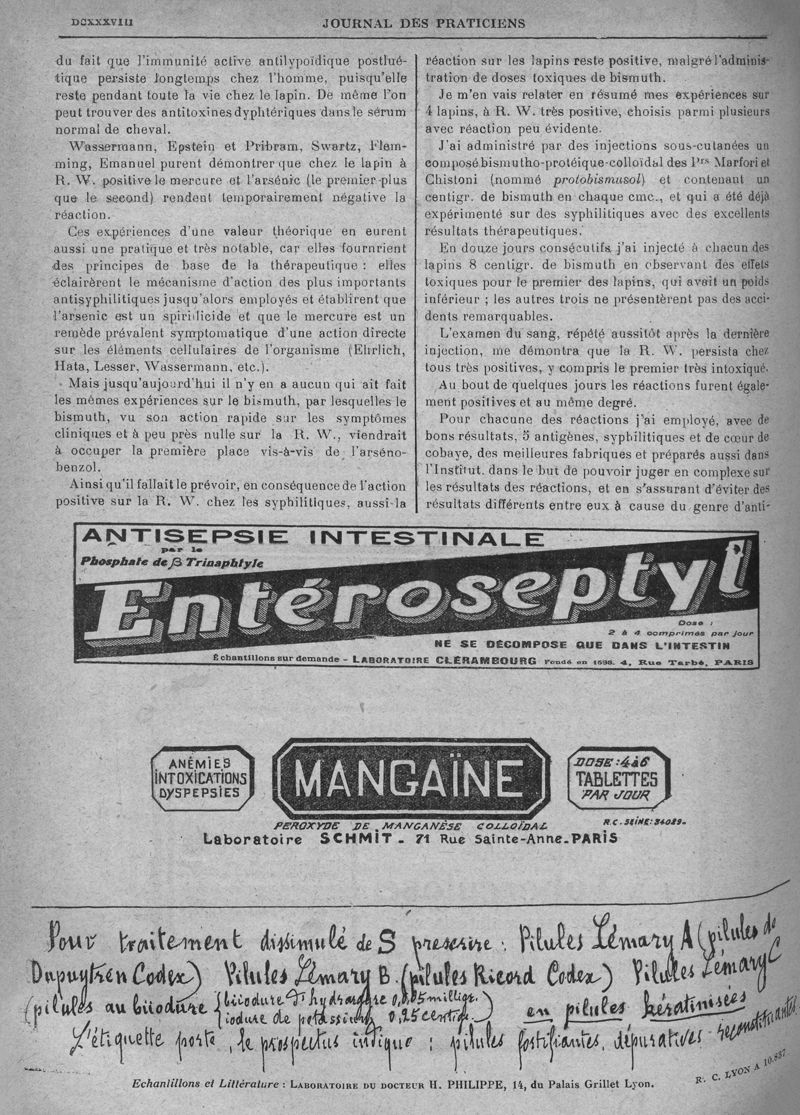 DCXXXVIII
JOURNAL DES PRATICIENS
du fait que l'immunité active antilypoïdique postlué-
tique persiste longtemps chez l'homme, puisqu'elle
reste pendant toute la vie chez le lapin. De même l'on
peut trouver des antitoxines dyphtériques dans le sérum
normal de cheval.
Wassermann, Epstein et Pribram, Swartz, Flem-
ming, Emanuel purent démontrer que chez le lapin à
R. W. positive le mercure et l'arsénic (le premier plus
que le second) rendent temporairement négative la
réaction.
Ces expériences d'une valeur théorique en eurent
aussi une pratique et très notable, car elles fournrient
des principes de base de la thérapeutique : elles
éclairèrent le mécanisme d'action des plus importants
antisyphilitiques jusqu'alors employés et établirent que
l'arsenic est un spirillicide et que le mercure est un
remède prévalent symptomatique d'une action directe
sur les éléments cellulaires de l'organisme (Ehrlich,
Hata, Lesser, Wassermann, etc.).
Mais jusqu'aujourd'hui il n'y en a aucun qui ait fait
les mêmes expériences sur le bismuth, par lesquelles le
bismuth, vu son action rapide sur les symptômes
cliniques et à peu près nulle sur la R. W., viendrait
à occuper la première place vis-à-vis de l'arséno-
benzol.
Ainsi qu'il fallait le prévoir, en conséquence de l'action
positive sur la R. W. chez les syphilitiques, aussi la
réaction sur les lapins reste positive, malgré l'adminis-
tration de doses toxiques de bismuth.
Je m'en vais relater en résumé mes expériences sur
4 lapins, à R. W. très positive, choisis parmi plusieurs
avec réaction peu évidente.
J'ai administré par des injections sous-cutanées un
composé bismutho-protéique-colloïdal des Prs Marfori et
Chistoni (nommé protobismusol) et contenant un
centigr. de bismuth en chaque cmc., et qui a été déjà
expérimenté sur des syphilitiques avec des excellents
résultats thérapeutiques.
En douze jours consécutifs j'ai injecté à chacun des
lapins 8 centigr. de bismuth en observant des effets
toxiques pour le premier des lapins, qui avait un poids
inférieur ; les autres trois ne présentèrent pas des acci-
dents remarquables.
L'examen du sang, répété aussitôt après la dernière
injection, me démontra que la R. W. persista chez
tous très positives, y compris le premier très intoxiqué.
Au bout de quelques jours les réactions furent égale-
ment positives et au même degré.
Pour chacune des réactions j'ai employé, avec de
bons résultats, 5 antigènes, syphilitiques et de cœur de
cobaye, des meilleures fabriques et préparés aussi dans
l'Institut. dans le but de pouvoir juger en complexe sur
les résultats des réactions, et en s'assurant d'éviter des
résultats différents entre eux à cause du genre d'anti-
ANTISEPSIE INTESTINALE
par le
Phosphate de β Trinaphtyle
Entéroseptyl
Dose :
2 à 4 comprimés par jour
NE SE DÉCOMPOSE QUE DANS L'INTESTIN
Échantillons sur demande - LABORATOIRE CLÉRAMBOURG Fondé en 1898. 4, Rue Tarbé, PARIS
ANÉMIES
INTOXICATIONS
DYSPEPSIES
MANGAÏNE
DOSE : 4 à 6
TABLETTES
PAR JOUR
PEROXYDE DE MANGANÈSE COLLOÏDAL
R.C. SEINE:
Laboratoire SCHMIT - 71 Rue Sainte-Anne-PARIS
Pour traitement dissimulé de S prescrire : Pilules Lémary A (pilules de
Dupuytren Codex) Pilules Lémary B (pilules Ricord Codex) Pilules Lémary C
(pilules au biiodure {biiodure d'hydrargre 0,005 milligr.
iodure de potassium 0,25 centigr.}) en pilules kératinisées
L'étiquette porte, le prospectus indique : pilules fortifiantes, dépuratives reconstituantes
Echantillons et Littérature : LABORATOIRE DU DOCTEUR H. PHILIPPE, 14, du Palais Grillet Lyon.
R. C. LYON A 10.887